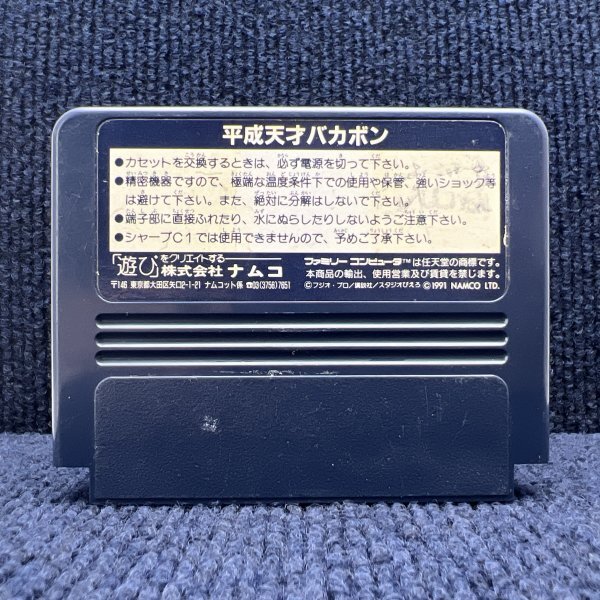 平成天才バカボン
●カセットを交換するときは、必ず電源を切って下さい。
●精密機器ですので、極端な温度条件下での使用や保管、強いショック等
は避けて下さい。また、絶対に分解はしないで下さい。
●端子部に直接ふれたり、水にぬらしたりしないようご注意下さい。
●シャープC1では使用できませんので、予めご了承下さい。
「遊び」をクリエイトする
株式会社 ナムコ
〒146 東京都大田区矢口2-1-21 ナムコット係 ☎03(3756)7651
ファミリーコンピュータ™は任天堂の商標です。
本商品の輸出、使用営業及び賃貸を禁じます。
©フジオ・プロ/講談社/スタジオぴえろ ©1991 NAMCO LTD.